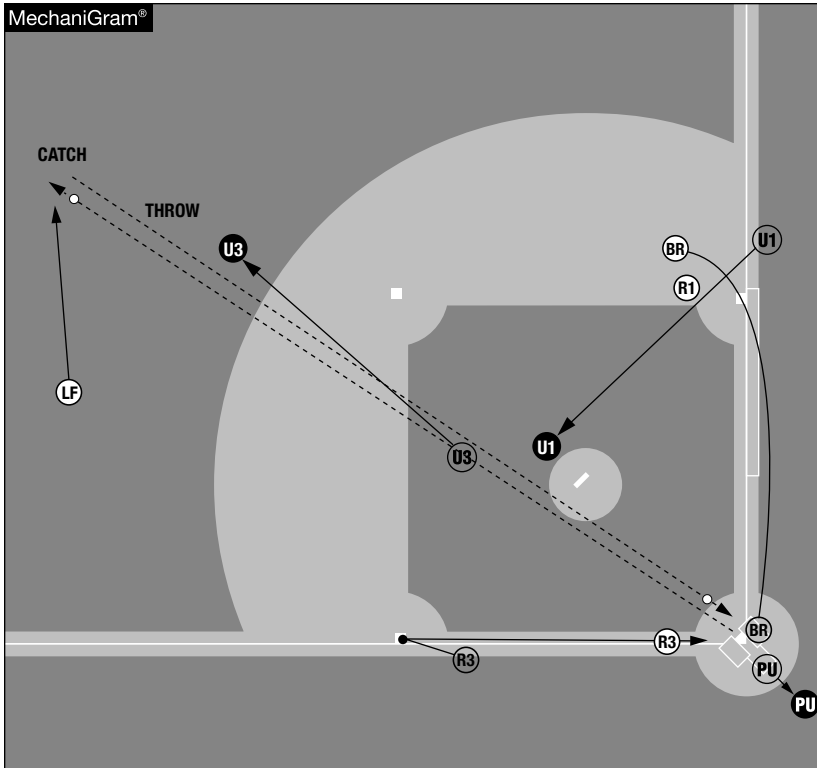 MechaniGram®
CATCH
THROW
U3
BR
U1
R1
LF
U1
U3
R3
R3
BR
PU
PU